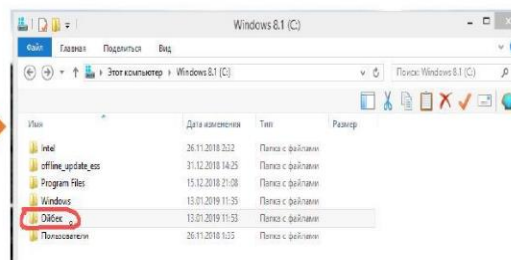 Windows 8.1 (C:)
Файл Главная Поделиться Вид
Этот компьютер Windows 8.1 (C:) Поиск: Windows 8.1 (C:)
Имя Дата изменения Тип Размер
Intel 26.11.2018 2:32 Папка с файлами
offline_update_ess 31.12.2018 14:25 Папка с файлами
Program Files 15.12.2018 21:08 Папка с файлами
Windows 13.01.2019 11:35 Папка с файлами
Ойбек 13.01.2019 11:53 Папка с файлами
Пользователи 26.11.2018 1:35 Папка с файлами